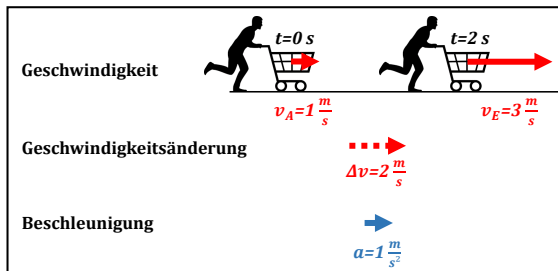 t=0 s
t=2 s
Geschwindigkeit
v_A=1 m/s
v_E=3 m/s
Geschwindigkeitsänderung
Δv=2 m/s
Beschleunigung
a=1 m/s²